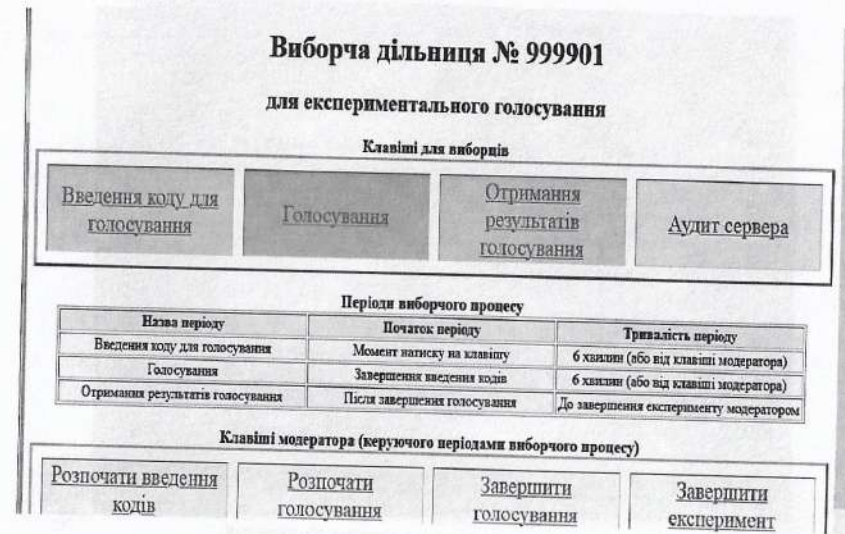 Виборча дільниця № 999901
для експериментального голосування
Клавіші для виборців
Введення коду для
голосування
Голосування
Отримання
результатів
голосування
Аудит сервера
Періоди виборчого процесу
Назва періоду Початок періоду Тривалість періоду
Введення коду для голосування Момент натиску на клавішу 6 хвилин (або від клавіші модератора)
Голосування Завершення введення кодів 6 хвилин (або від клавіші модератора)
Отримання результатів голосування Після завершення голосування До завершення експерименту модератором
Клавіші модератора (керуючого періодами виборчого процесу)
Розпочати введення
кодів
Розпочати
голосування
Завершити
голосування
Завершити
експеримент